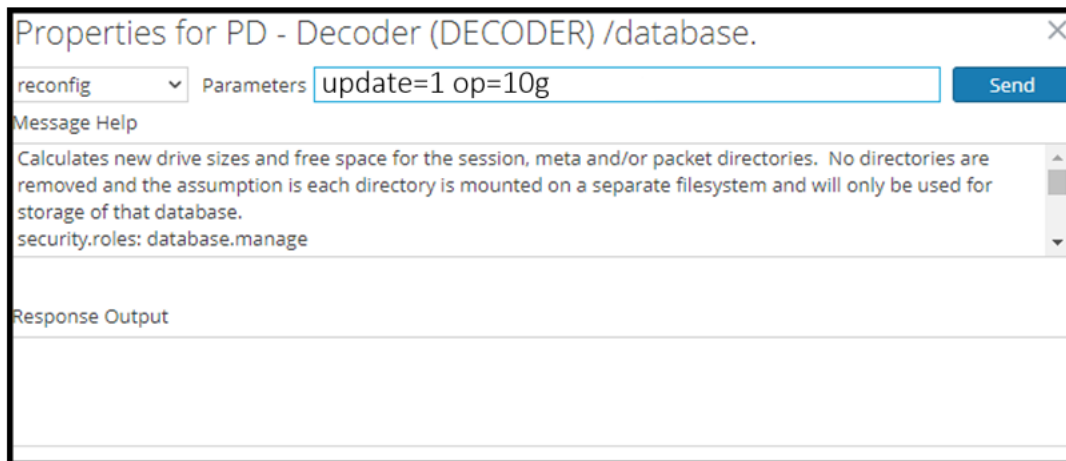 Properties for PD - Decoder (DECODER) /database.
reconfig Parameters update=1 op=10g Send
Message Help
Calculates new drive sizes and free space for the session, meta and/or packet directories. No directories are
removed and the assumption is each directory is mounted on a separate filesystem and will only be used for
storage of that database.
security.roles: database.manage
Response Output